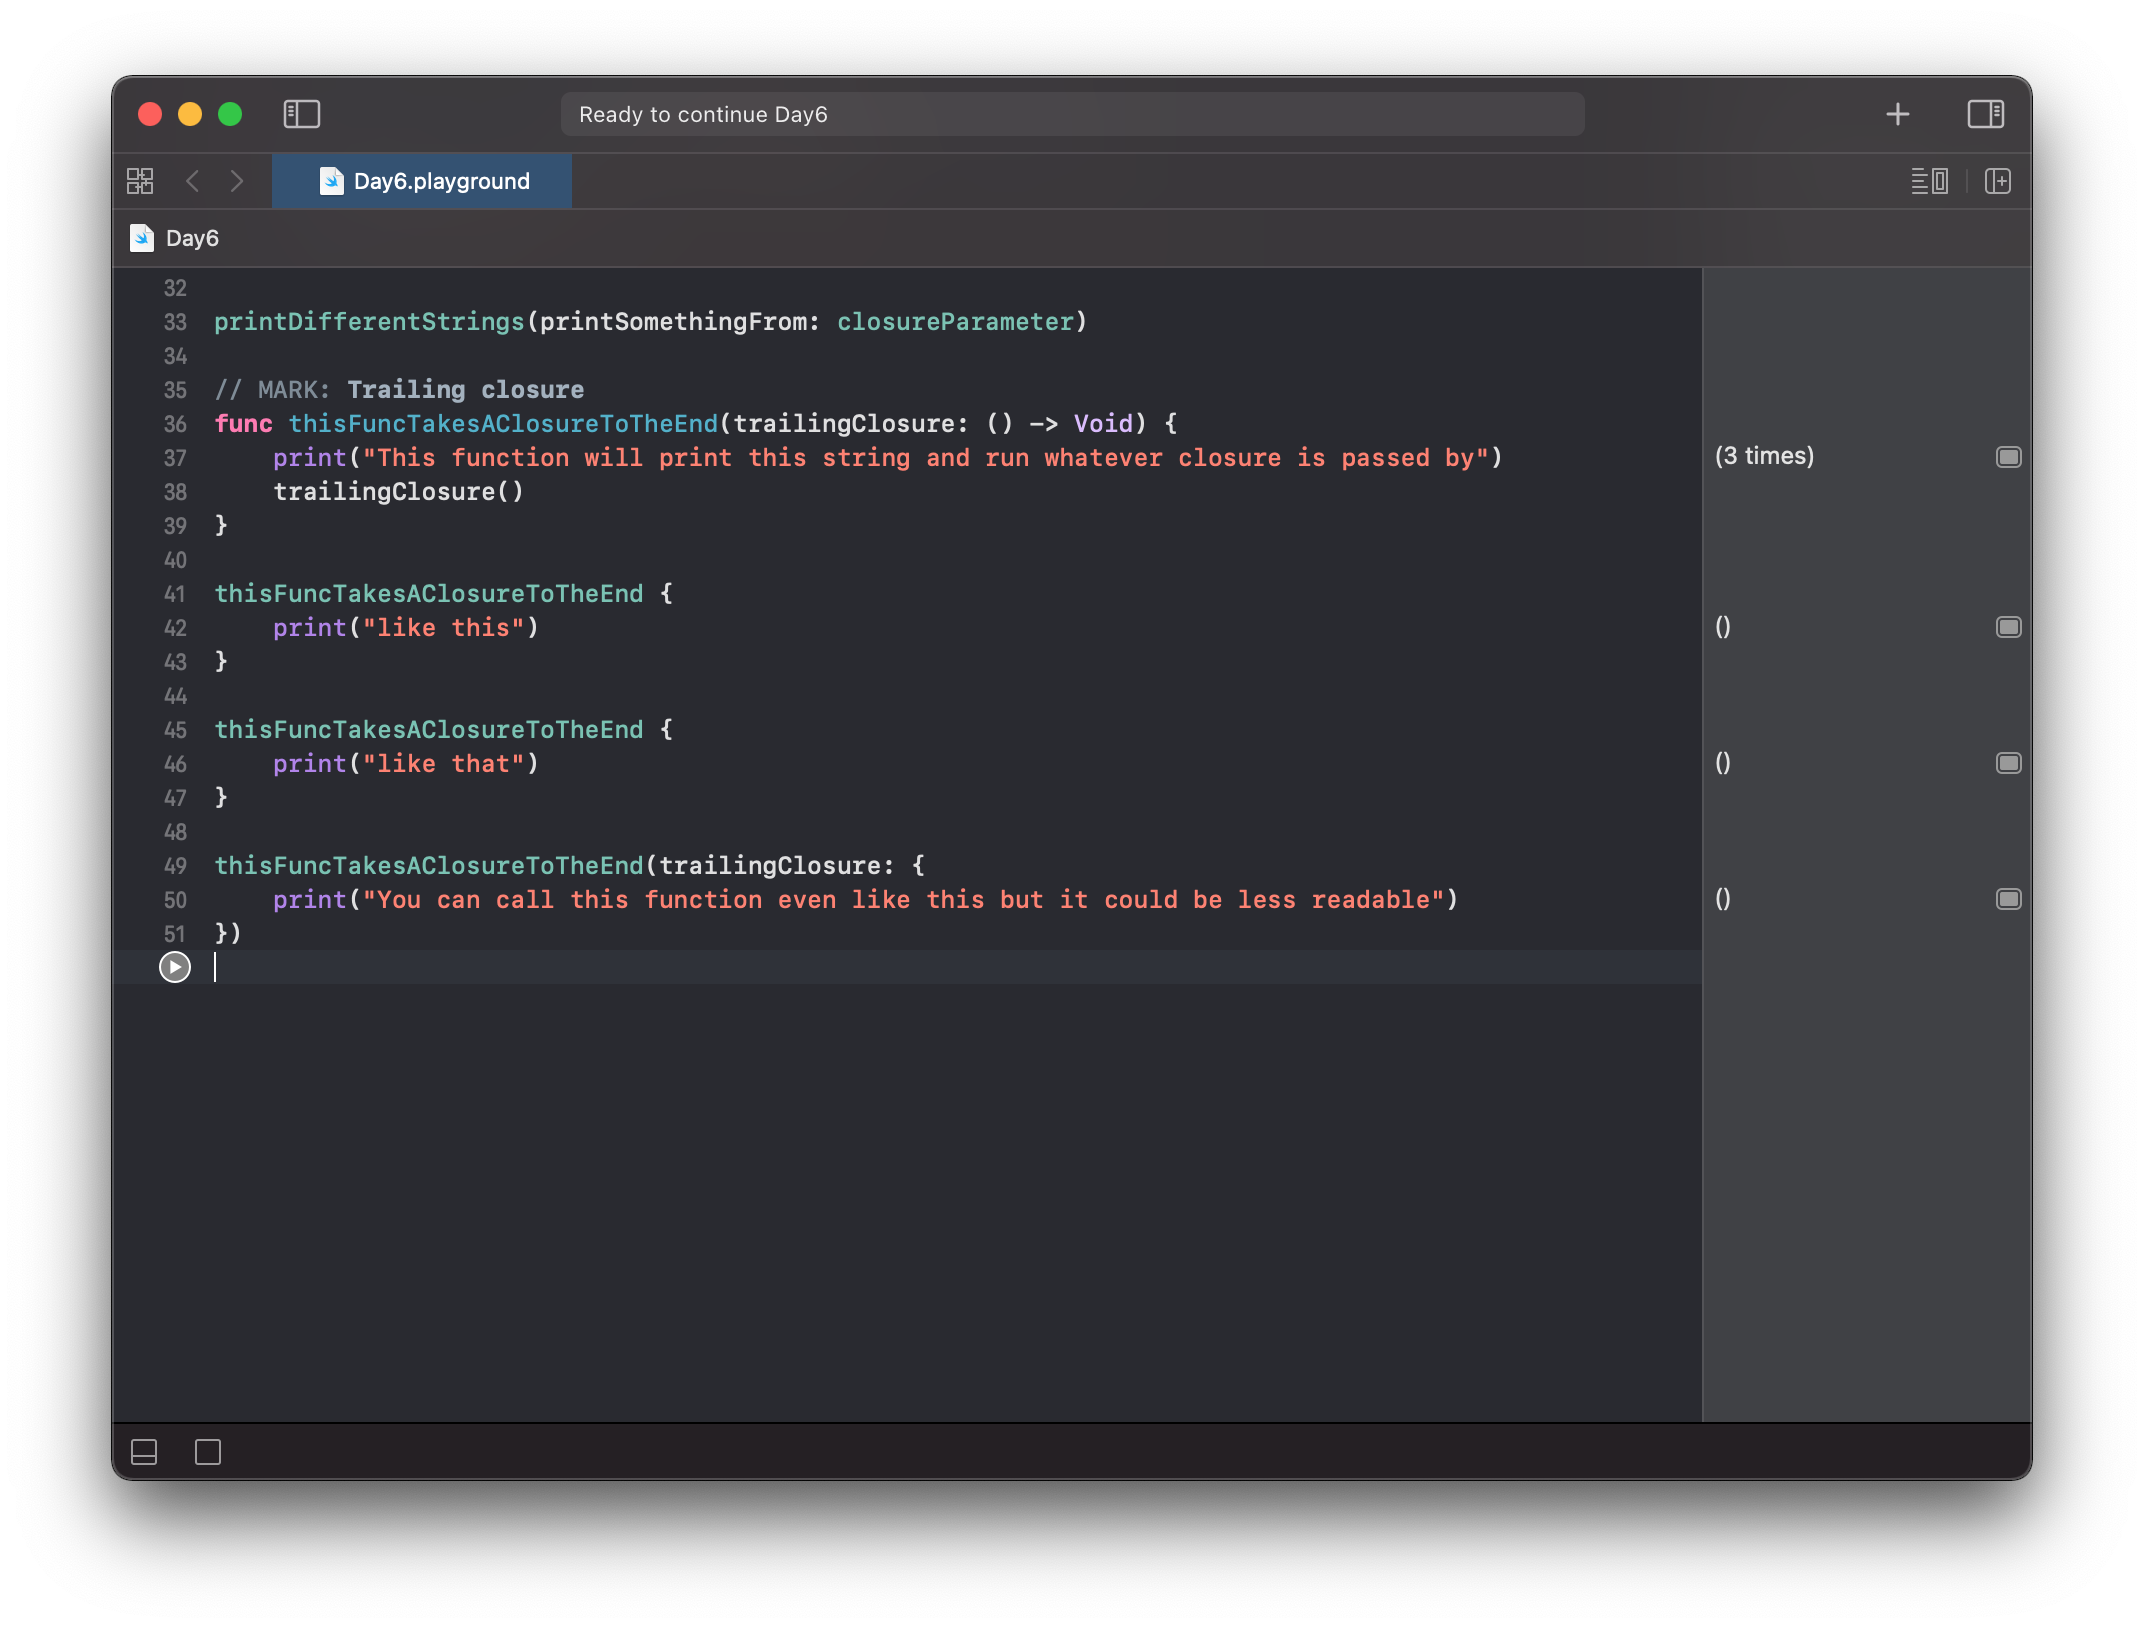 Ready to continue Day6
Day6.playground
Day6
32
33 printDifferentStrings(printSomethingFrom: closureParameter)
34
35 // MARK: Trailing closure
36 func thisFuncTakesAClosureToTheEnd(trailingClosure: () -> Void) {
37     print("This function will print this string and run whatever closure is passed by") (3 times)
38     trailingClosure()
39 }
40
41 thisFuncTakesAClosureToTheEnd {
42     print("like this") ()
43 }
44
45 thisFuncTakesAClosureToTheEnd {
46     print("like that") ()
47 }
48
49 thisFuncTakesAClosureToTheEnd(trailingClosure: {
50     print("You can call this function even like this but it could be less readable") ()
51 })